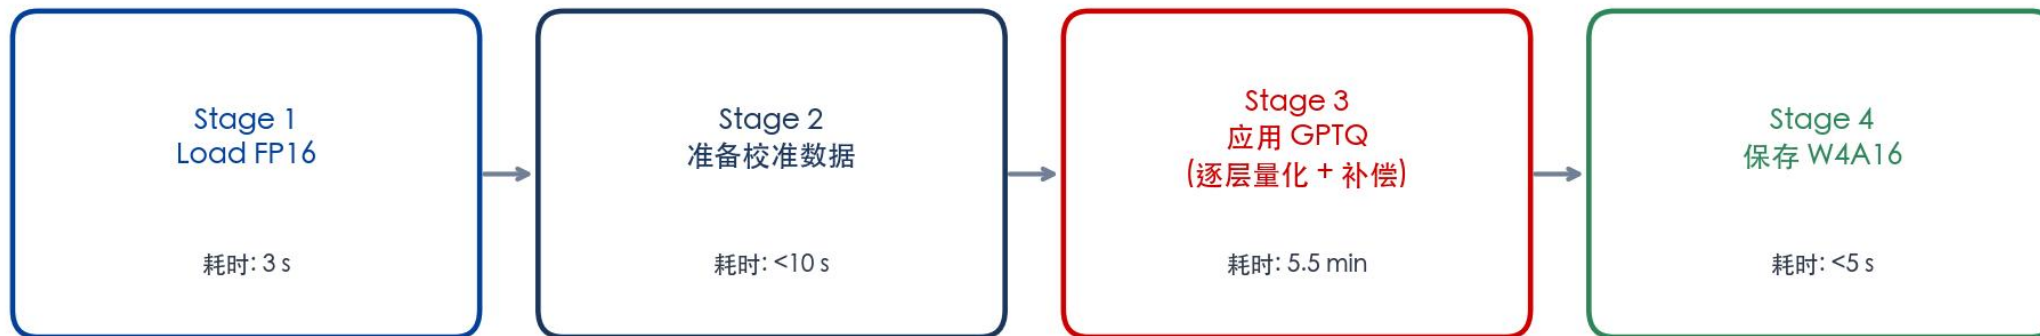 Stage 1
Load FP16
耗时: 3 s
Stage 2
准备校准数据
耗时: <10 s
Stage 3
应用 GPTQ
(逐层量化 + 补偿)
耗时: 5.5 min
Stage 4
保存 W4A16
耗时: <5 s